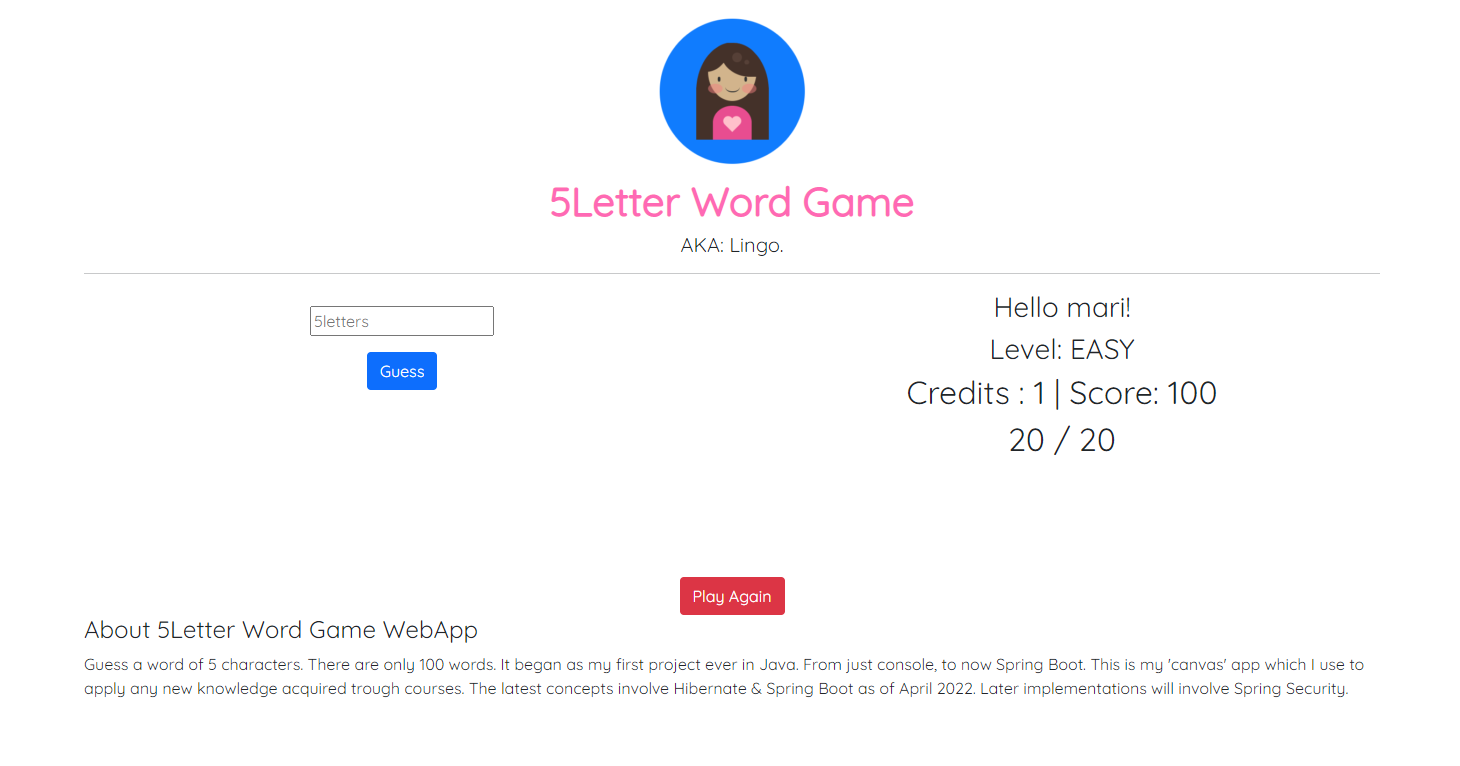 5Letter Word Game
AKA: Lingo.
5letters
Guess
Hello mari!
Level: EASY
Credits : 1 | Score: 100
20 / 20
Play Again
About 5Letter Word Game WebApp
Guess a word of 5 characters. There are only 100 words. It began as my first project ever in Java. From just console, to now Spring Boot. This is my 'canvas' app which I use to
apply any new knowledge acquired trough courses. The latest concepts involve Hibernate & Spring Boot as of April 2022. Later implementations will involve Spring Security.